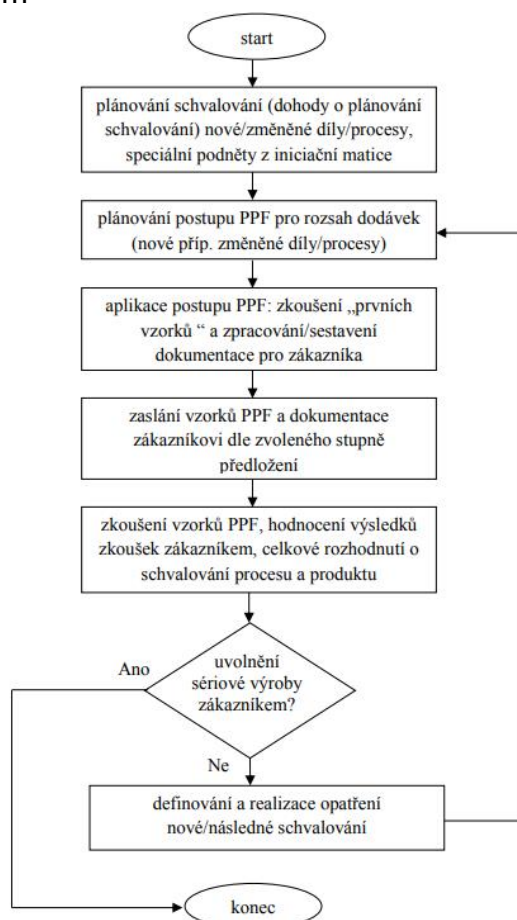 start
plánování schvalování (dohody o plánování
schvalování) nové/změněné díly/procesy,
speciální podněty z iniciační matice
plánování postupu PPF pro rozsah dodávek
(nové příp. změněné díly/procesy)
aplikace postupu PPF: zkoušení „prvních
vzorků “ a zpracování/sestavení
dokumentace pro zákazníka
zaslání vzorků PPF a dokumentace
zákazníkovi dle zvoleného stupně
předložení
zkoušení vzorků PPF, hodnocení výsledků
zkoušek zákazníkem, celkové rozhodnutí o
schvalování procesu a produktu
Ano
uvolnění
sériové výroby
zákazníkem?
Ne
definování a realizace opatření
nové/následné schvalování
konec